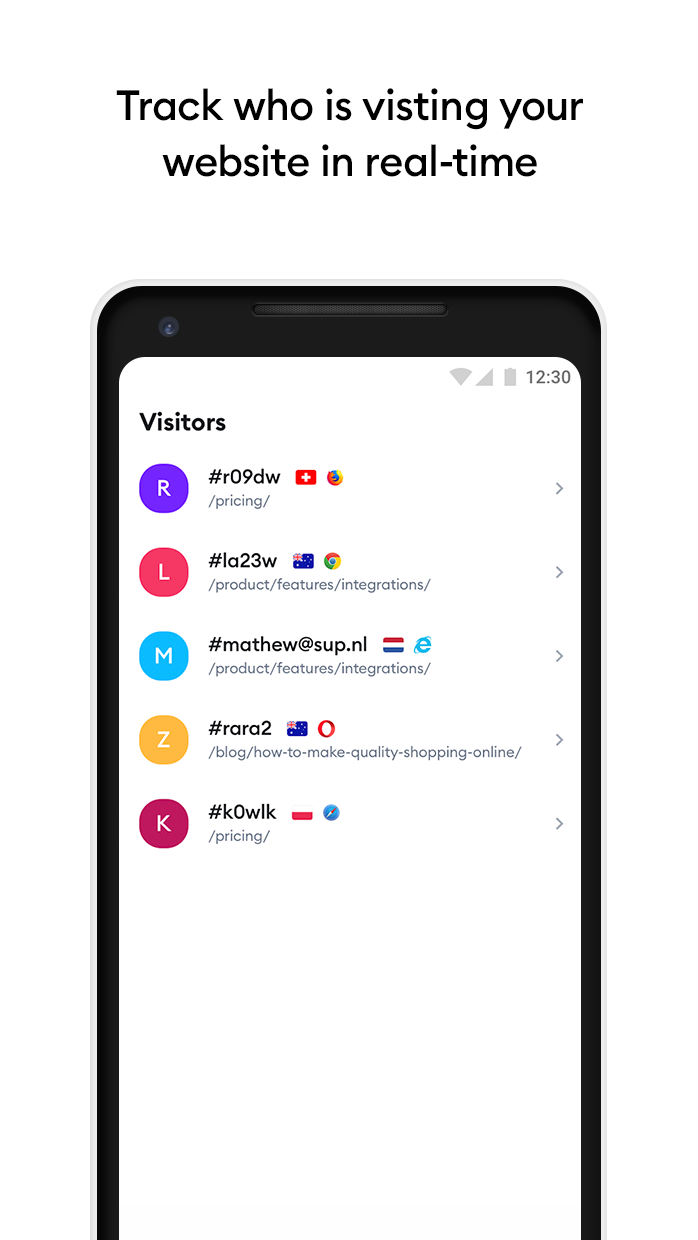 Track who is visting your
website in real-time
12:30
Visitors
R
#r09dw
/pricing/
L
#la23w
/product/features/integrations/
M
#mathew@sup.nl
/product/features/integrations/
Z
#rara2
/blog/how-to-make-quality-shopping-online/
K
#k0wlk
/pricing/